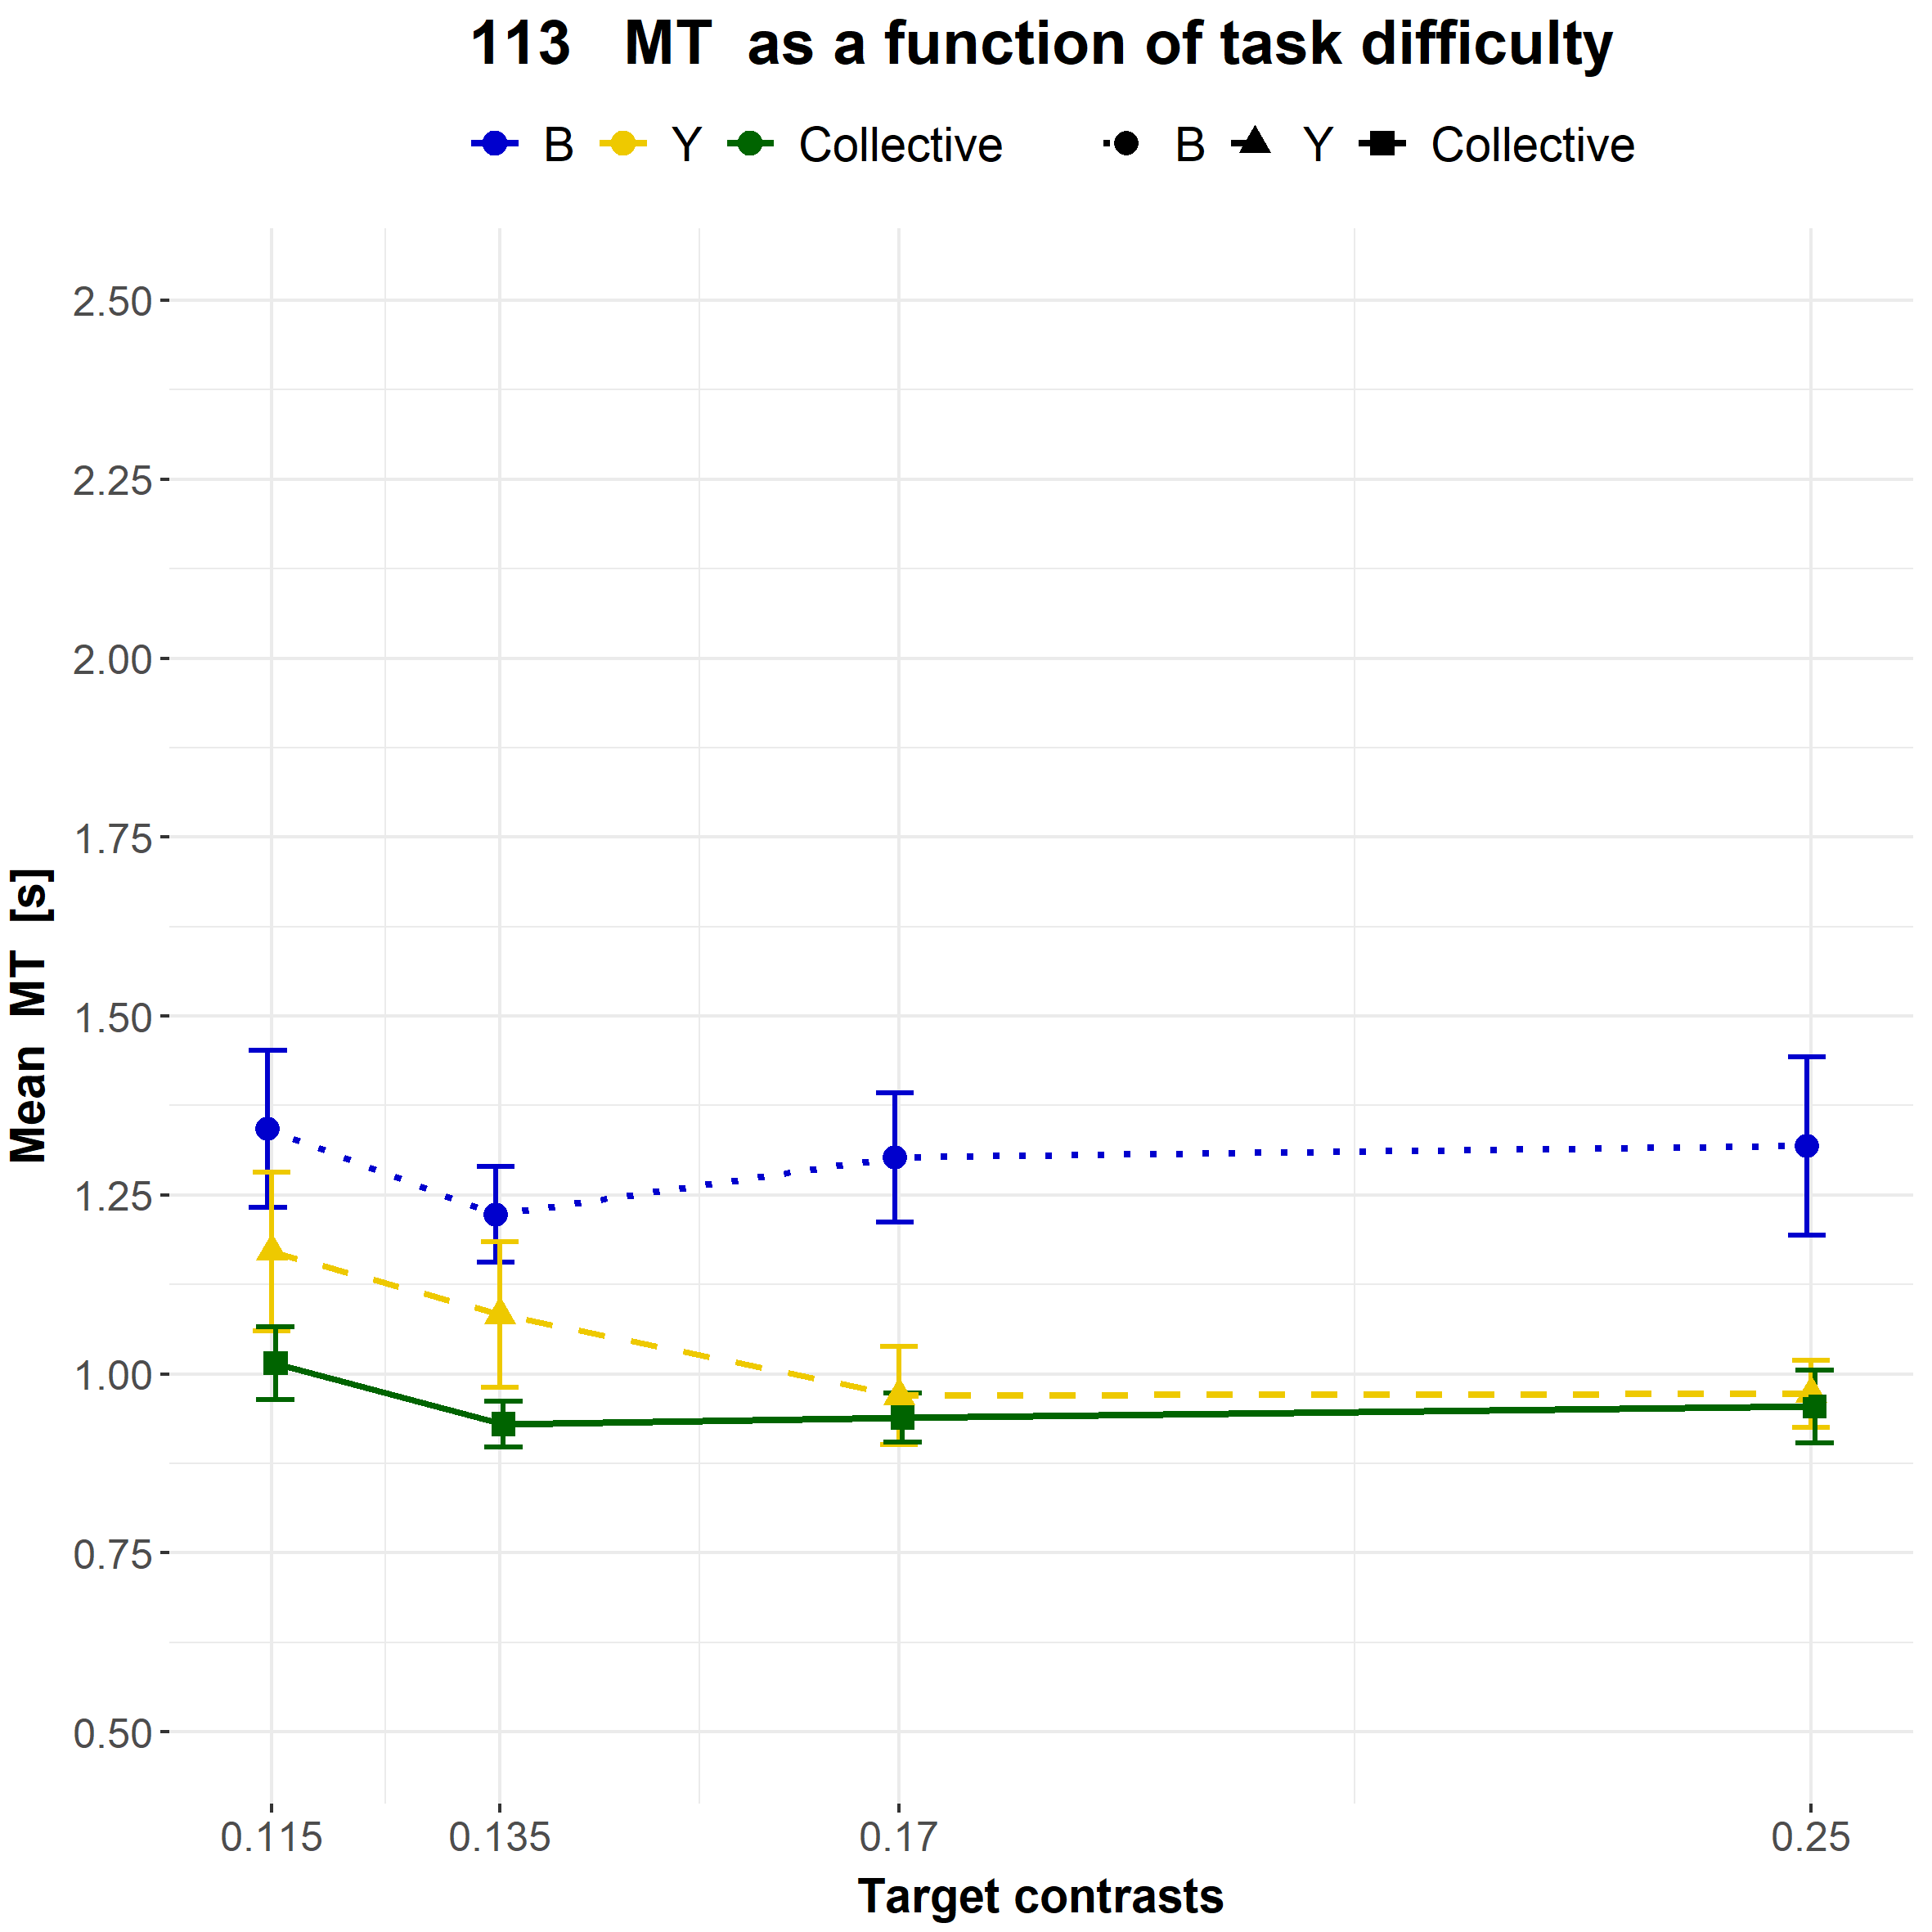 113 MT as a function of task difficulty
B Y Collective B Y Collective
2.50
2.25
2.00
1.75
1.50
1.25
1.00
0.75
0.50
Mean MT [s]
0.115 0.135 0.17 0.25
Target contrasts